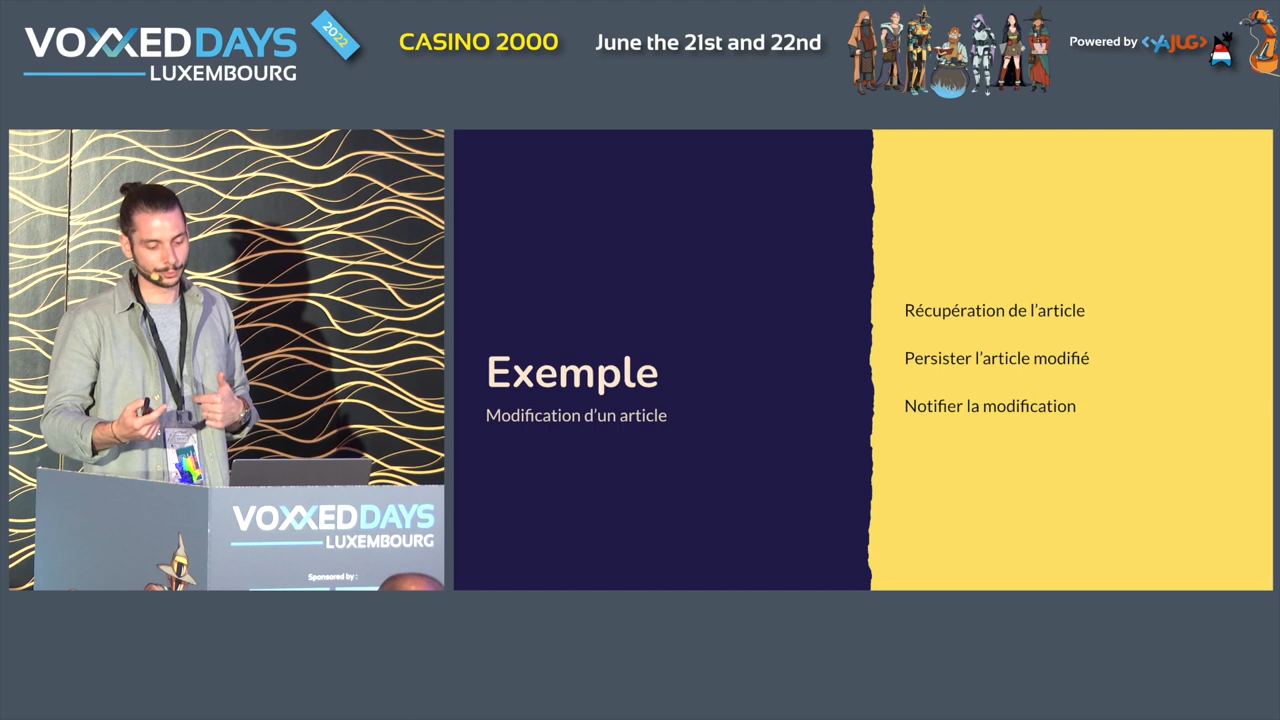 VOXXED DAYS
LUXEMBOURG
2022
CASINO 2000
June the 21st and 22nd
Powered by <YAJUG>
Exemple
Modification d'un article
Récupération de l'article
Persister l'article modifié
Notifier la modification
VOXXED DAYS
LUXEMBOURG
Sponsored by :